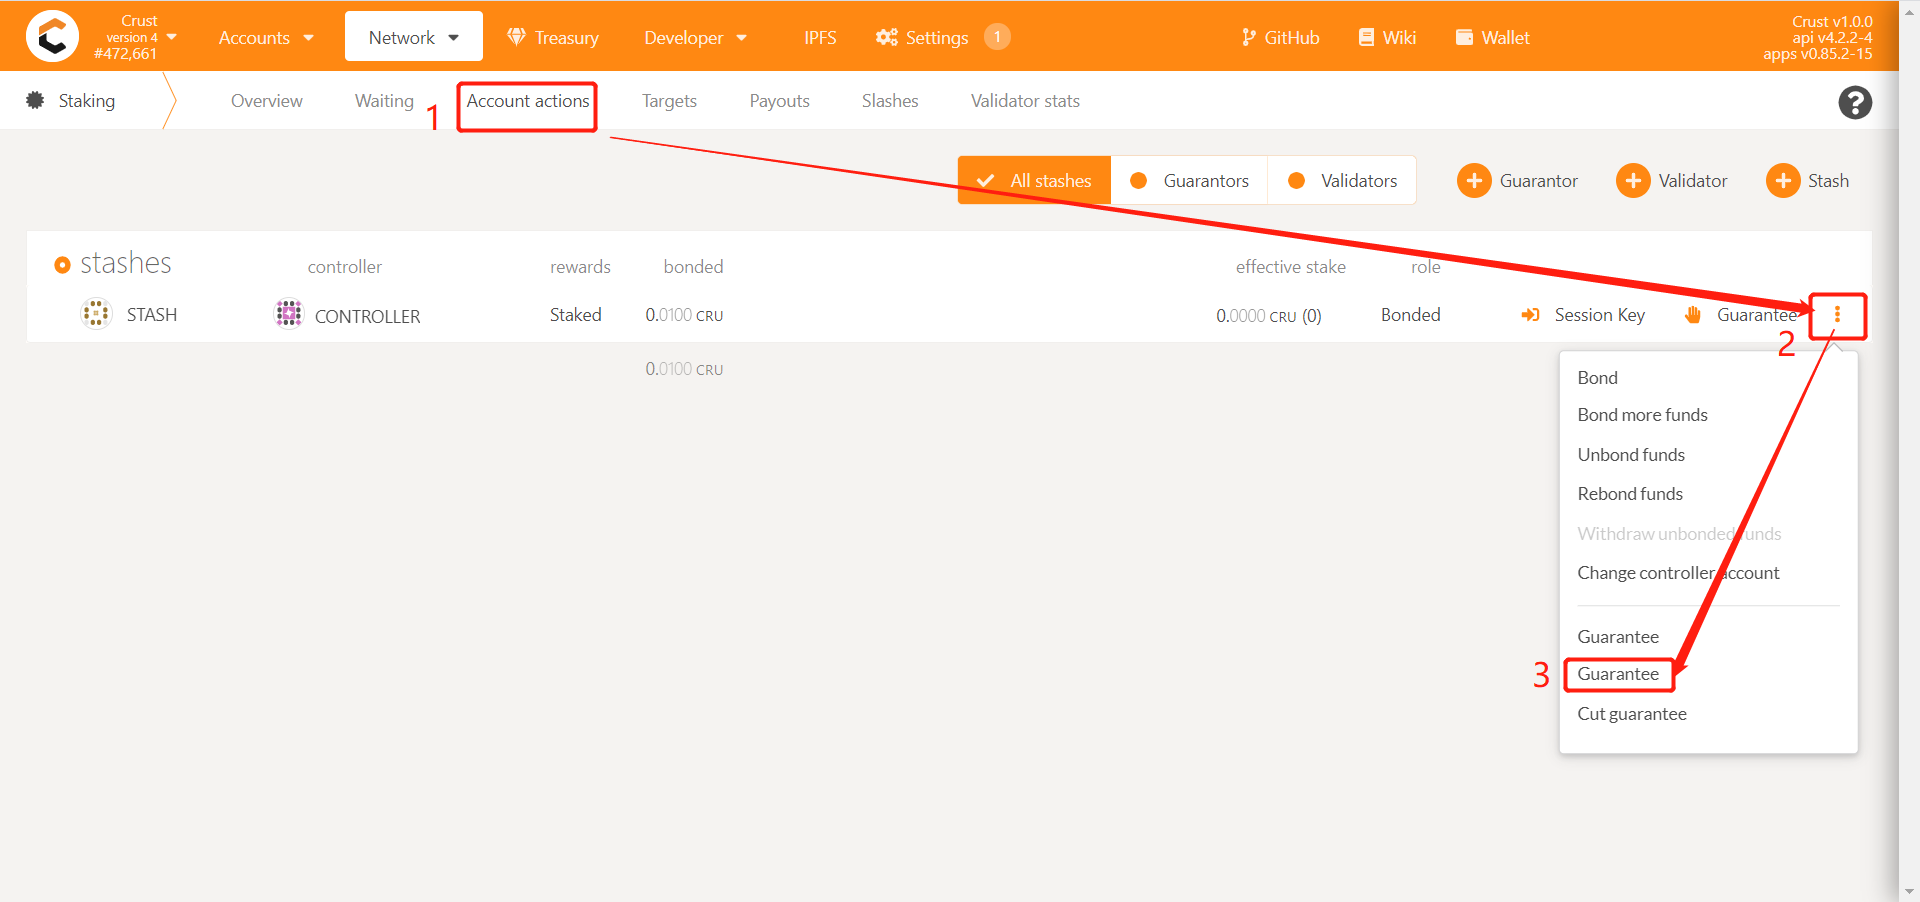 Crust
version 4
#472,661
Accounts
Network
Treasury
Developer
IPFS
Settings
1
GitHub
Wiki
Wallet
Crust v1.0.0
api v4.2.2-4
apps v0.85.2-15
Staking
Overview
Waiting
1
Account actions
Targets
Payouts
Slashes
Validator stats
?
All stashes
Guarantors
Validators
Guarantor
Validator
Stash
stashes
controller
rewards
bonded
effective stake
role
STASH
CONTROLLER
Staked
0.0100 CRU
0.0000 CRU (0)
Bonded
Session Key
Guarantee
2
0.0100 CRU
Bond
Bond more funds
Unbond funds
Rebond funds
Withdraw unbonded funds
Change controller account
Guarantee
3
Guarantee
Cut guarantee